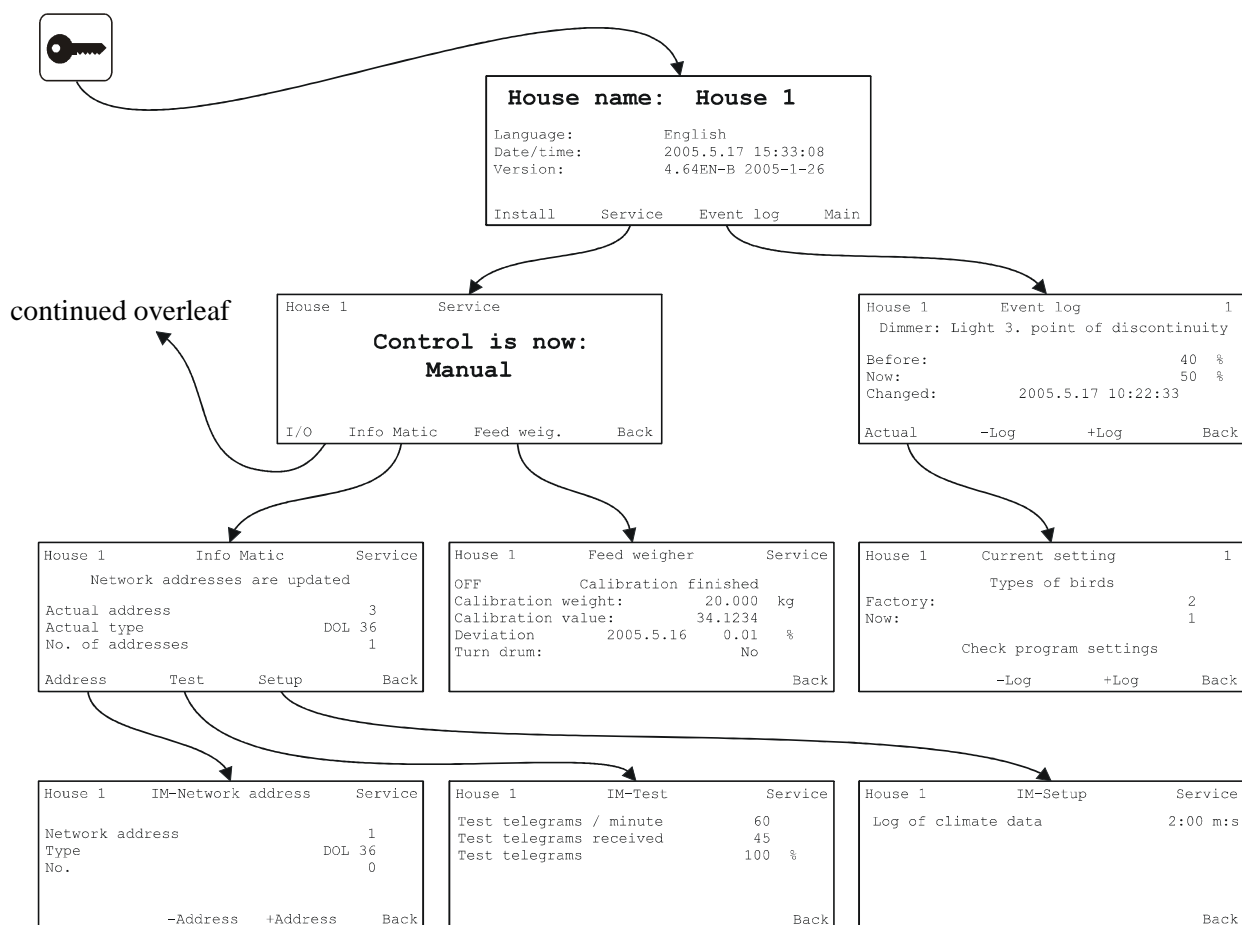 House name: House 1
Language: English
Date/time: 2005.5.17 15:33:08
Version: 4.64EN-B 2005-1-26
Install Service Event log Main
continued overleaf
House 1 Service
Control is now:
Manual
I/O Info Matic Feed weig. Back
House 1 Event log 1
Dimmer: Light 3. point of discontinuity
Before: 40 %
Now: 50 %
Changed: 2005.5.17 10:22:33
Actual -Log +Log Back
House 1 Info Matic Service
Network addresses are updated
Actual address 3
Actual type DOL 36
No. of addresses 1
Address Test Setup Back
House 1 Feed weigher Service
OFF Calibration finished
Calibration weight: 20.000 kg
Calibration value: 34.1234
Deviation 2005.5.16 0.01 %
Turn drum: No
Back
House 1 Current setting 1
Types of birds
Factory: 2
Now: 1
Check program settings
-Log +Log Back
House 1 IM-Network address Service
Network address 1
Type DOL 36
No. 0
-Address +Address Back
House 1 IM-Test Service
Test telegrams / minute 60
Test telegrams received 45
Test telegrams 100 %
Back
House 1 IM-Setup Service
Log of climate data 2:00 m:s
Back